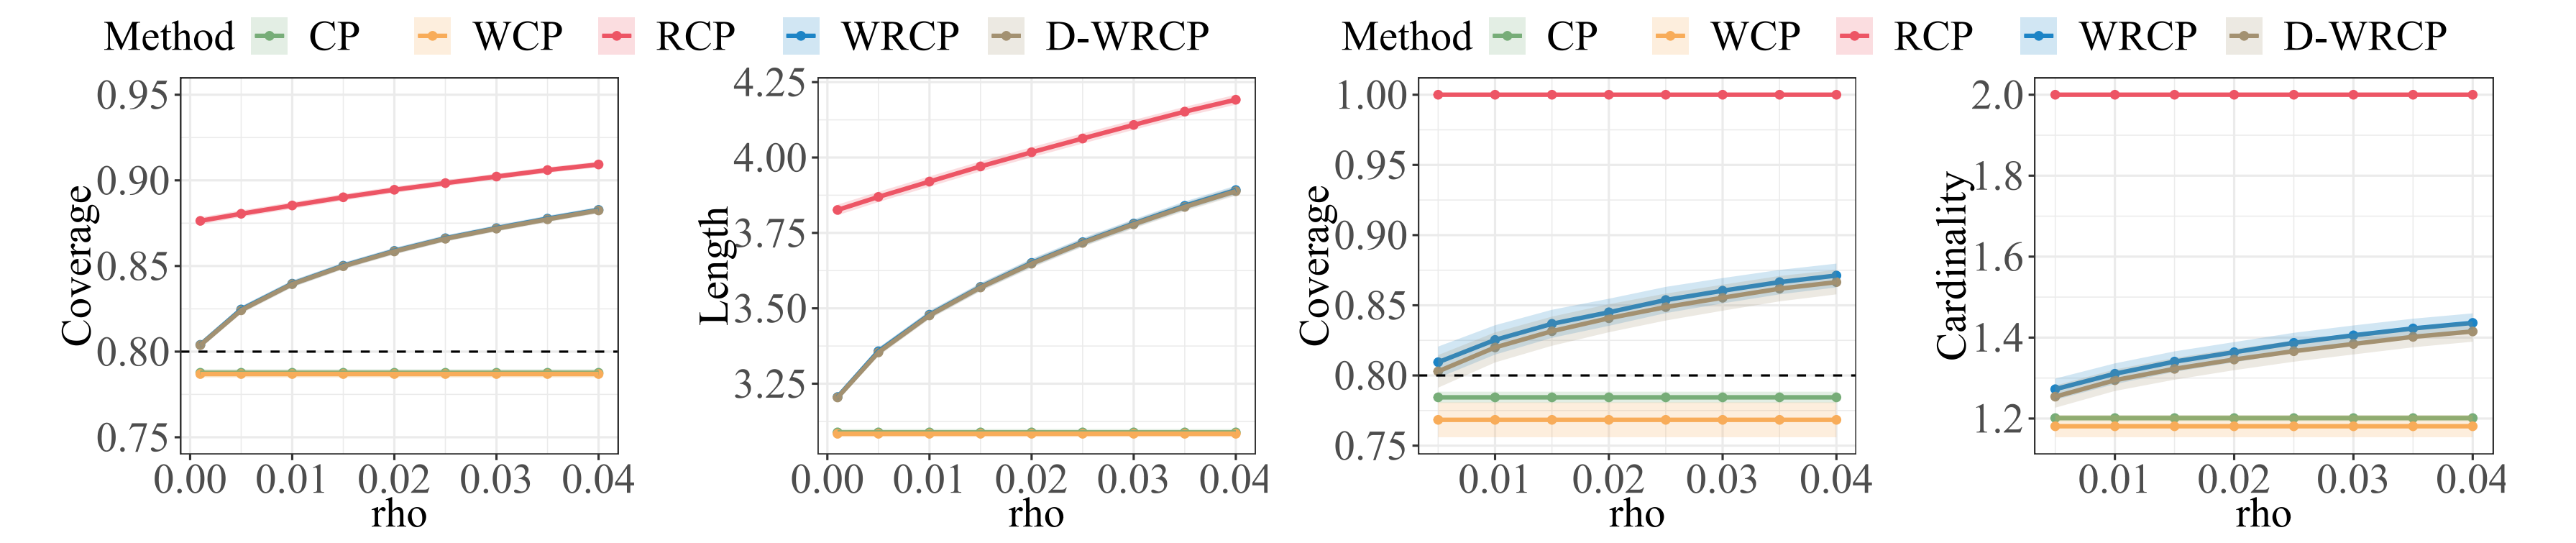 Method CP WCP RCP WRCP D-WRCP
Method CP WCP RCP WRCP D-WRCP
Coverage
0.95
0.90
0.85
0.80
0.75
0.00 0.01 0.02 0.03 0.04
rho
Length
4.25
4.00
3.75
3.50
3.25
0.00 0.01 0.02 0.03 0.04
rho
Coverage
1.00
0.95
0.90
0.85
0.80
0.75
0.01 0.02 0.03 0.04
rho
Cardinality
2.0
1.8
1.6
1.4
1.2
0.01 0.02 0.03 0.04
rho